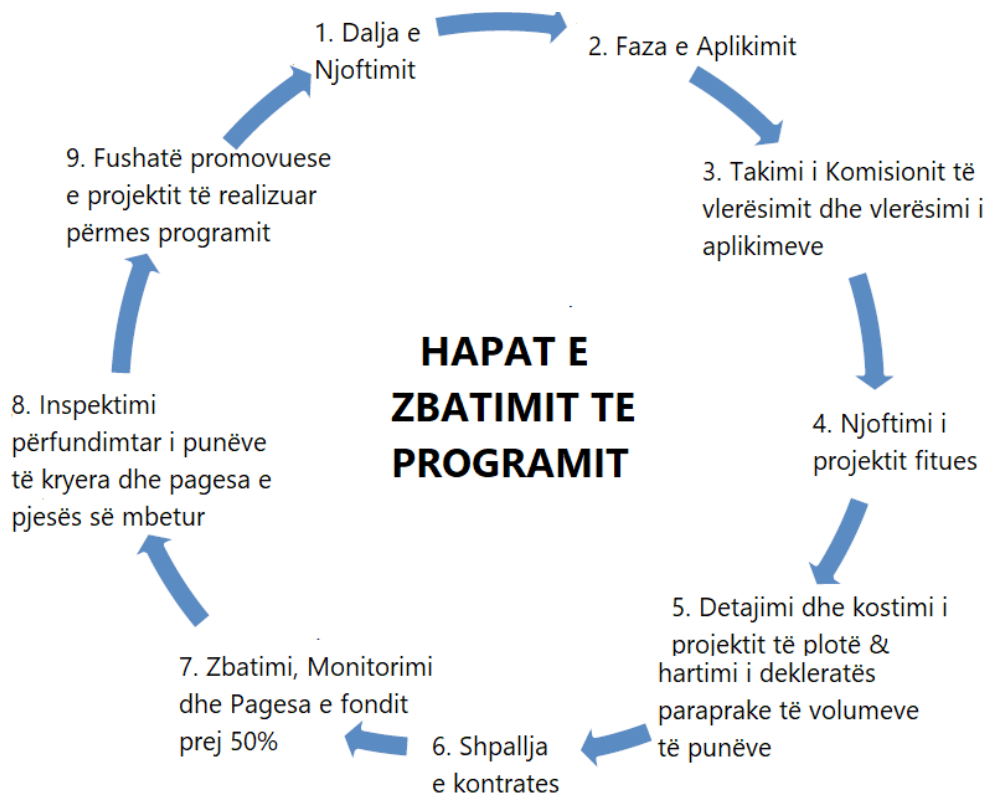 HAPAT E
ZBATIMIT TE
PROGRAMIT
1. Dalja e
Njoftimit
2. Faza e Aplikimit
3. Takimi i Komisionit të
vlerësimit dhe vlerësimi i
aplikimeve
4. Njoftimi i
projektit fitues
5. Detajimi dhe kostimi i
projektit të plotë &
hartimi i dekleratës
paraprake të volumeve
të punëve
6. Shpallja
e kontrates
7. Zbatimi, Monitorimi
dhe Pagesa e fondit
prej 50%
8. Inspektimi
përfundimtar i punëve
të kryera dhe pagesa e
pjesës së mbetur
9. Fushatë promovuese
e projektit të realizuar
përmes programit